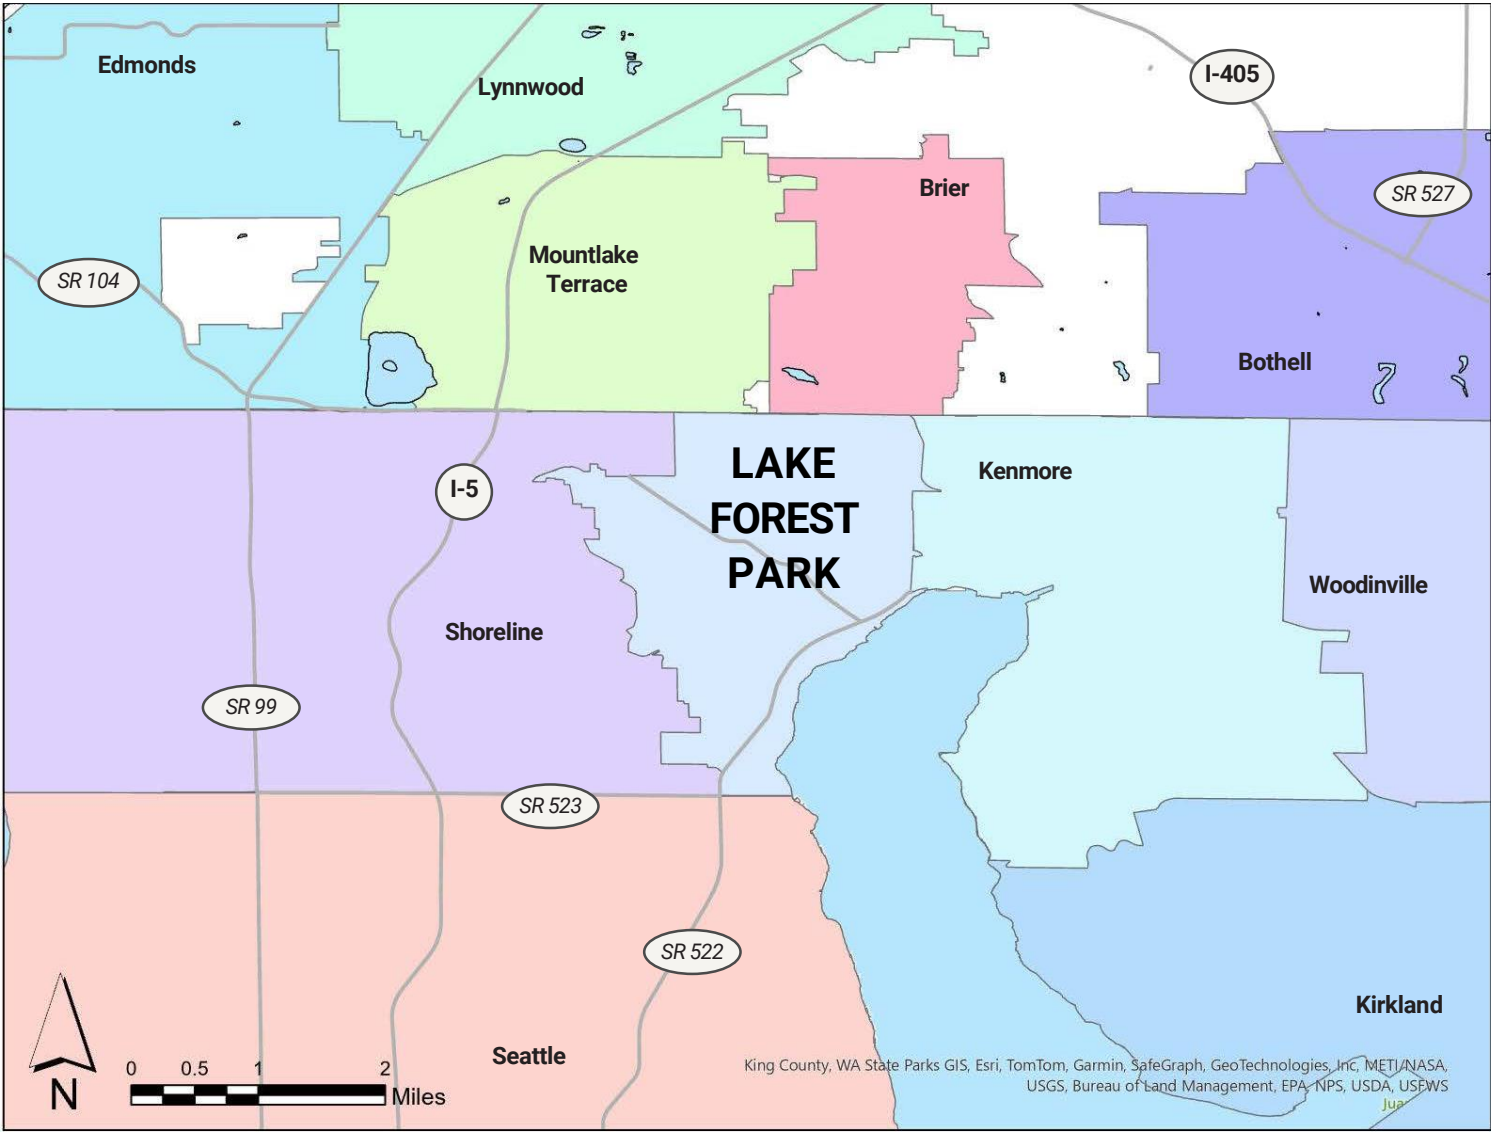 Edmonds
Lynnwood
I-405
SR 527
Brier
Mountlake
Terrace
SR 104
Bothell
LAKE
FOREST
PARK
Kenmore
I-5
Woodinville
Shoreline
SR 99
SR 523
SR 522
Kirkland
Seattle
N
0 0.5 1 2
Miles
King County, WA State Parks GIS, Esri, TomTom, Garmin, SafeGraph, GeoTechnologies, Inc, METI/NASA,
USGS, Bureau of Land Management, EPA, NPS, USDA, USFWS